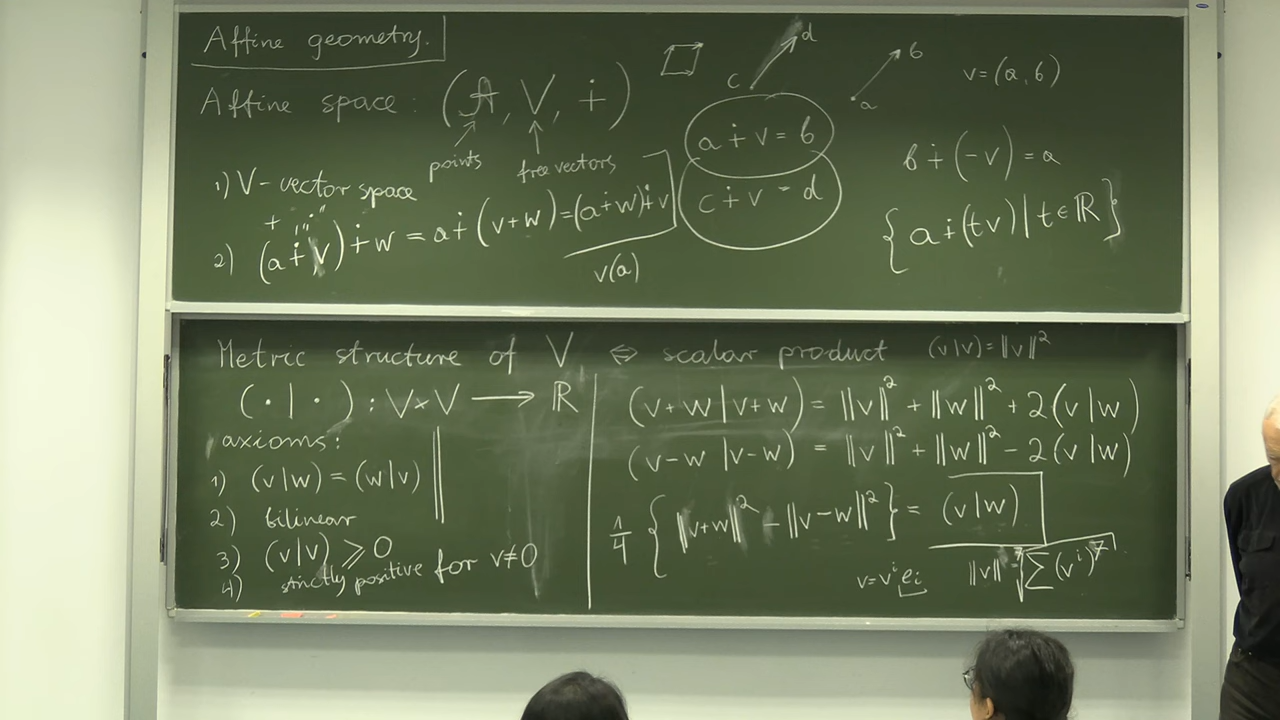 Affine geometry.
Affine space: (A, V, ∔)
points
free vectors
c d
a b
v=(a,b)
a∔v=b
c∔v=d
b∔(-v)=a
{a∔(tv)|t∈ℝ}
1) V-vector space
+ "∔"
2) (a∔v)∔w = a∔(v+w)=(a∔w)∔v
v(a)
Metric structure of V ⇔ scalar product (v|v)=‖v‖²
(·|·): V×V ⟶ ℝ
axioms:
1) (v|w)=(w|v)
2) bilinear
3) (v|v) ⩾ 0
4) strictly positive for v≠0
(v+w|v+w)=‖v‖²+‖w‖²+2(v|w)
(v-w|v-w)=‖v‖²+‖w‖²-2(v|w)
1/4 {‖v+w‖²-‖v-w‖²}=(v|w)
v=vⁱeᵢ